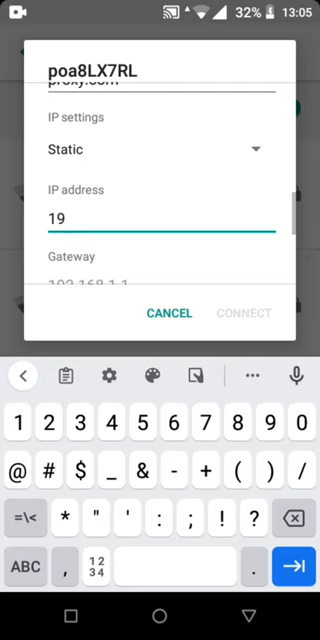 32% 13:05
poa8LX7RL
proxy.com
IP settings
Static
IP address
19
Gateway
192.168.1.1
CANCEL CONNECT
1 2 3 4 5 6 7 8 9 0
@ # $ _ & - + ( ) /
=\< * " ' : ; ! ?
ABC , 12 34 .